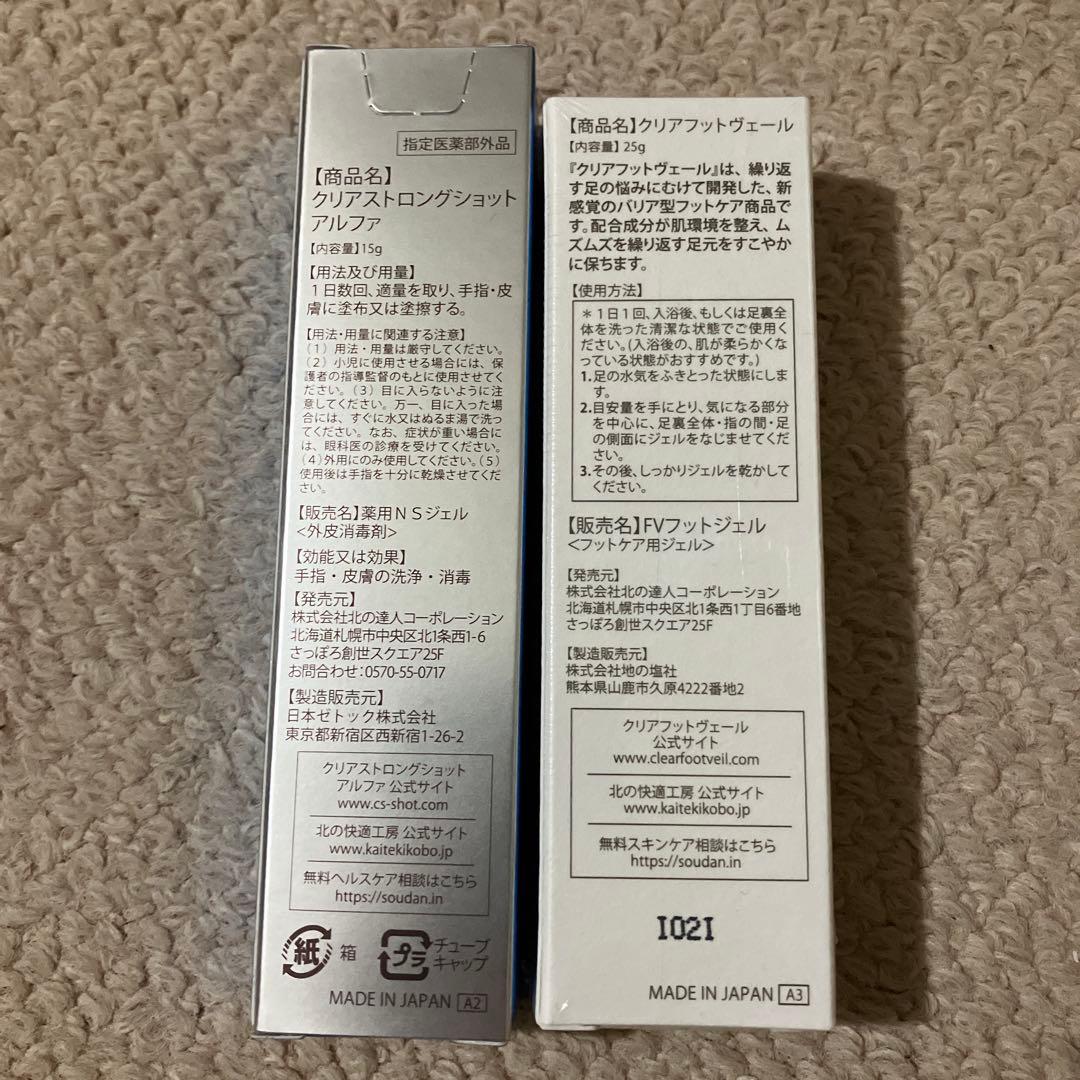 指定医薬部外品
【商品名】
クリアストロングショット
アルファ
【内容量】15g
【用法及び用量】
1日数回、適量を取り、手指・皮
膚に塗布又は塗擦する。
【用法・用量に関連する注意】
(1) 用法・用量は厳守してください。
(2) 小児に使用させる場合には、保
護者の指導監督のもとに使用させてく
ださい。(3) 目に入らないように注
意してください。万一、目に入った場
合には、すぐに水又はぬるま湯で洗っ
てください。なお、症状が重い場合に
は、眼科医の診療を受けてください。
(4)外用にのみ使用してください。(5)
使用後は手指を十分に乾燥させてくだ
さい。
【販売名】薬用NSジェル
<外皮消毒剤>
【効能又は効果】
手指・皮膚の洗浄・消毒
【発売元】
株式会社北の達人コーポレーション
北海道札幌市中央区北1条西1-6
さっぽろ創世スクエア25F
お問合わせ:0570-55-0717
【製造販売元】
日本ゼトック株式会社
東京都新宿区西新宿1-26-2
クリアストロングショット
アルファ 公式サイト
www.cs-shot.com
北の快適工房 公式サイト
www.kaitekikobo.jp
無料ヘルスケア相談はこちら
https://soudan.in
紙 箱
プラ チューブ
キャップ
MADE IN JAPAN A2
【商品名】クリアフットヴェール
【内容量】25g
『クリアフットヴェール』は、繰り返
す足の悩みにむけて開発した、新
感覚のバリア型フットケア商品で
す。配合成分が肌環境を整え、ム
ズムズを繰り返す足元をすこやか
に保ちます。
【使用方法】
＊1日1回、入浴後、もしくは足裏全
体を洗った清潔な状態でご使用く
ださい。(入浴後の、肌が柔らかくな
っている状態がおすすめです。)
1.足の水気をふきとった状態にしま
す。
2.目安量を手にとり、気になる部分
を中心に、足裏全体・指の間・足
の側面にジェルをなじませてくだ
さい。
3.その後、しっかりジェルを乾かして
ください。
【販売名】FVフットジェル
<フットケア用ジェル>
【発売元】
株式会社北の達人コーポレーション
北海道札幌市中央区北1条西1丁目6番地
さっぽろ創世スクエア25F
【製造販売元】
株式会社地の塩社
熊本県山鹿市久原4222番地2
クリアフットヴェール
公式サイト
www.clearfootveil.com
北の快適工房 公式サイト
www.kaitekikobo.jp
無料スキンケア相談はこちら
https://soudan.in
I02I
MADE IN JAPAN A3